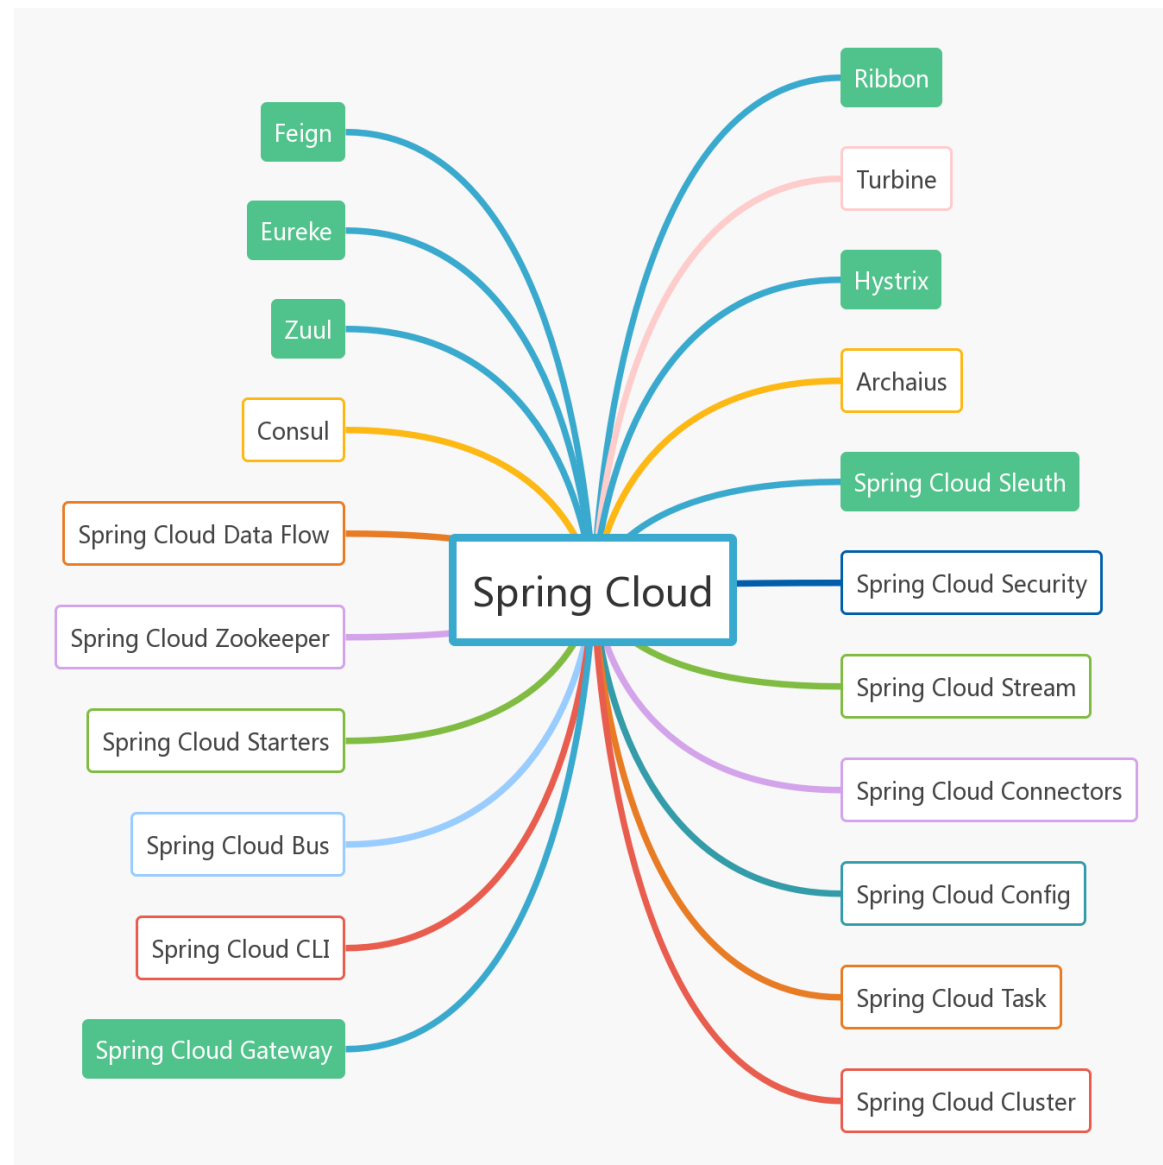 Ribbon
Feign
Turbine
Eureke
Hystrix
Zuul
Archaius
Consul
Spring Cloud Sleuth
Spring Cloud Data Flow
Spring Cloud
Spring Cloud Security
Spring Cloud Zookeeper
Spring Cloud Stream
Spring Cloud Starters
Spring Cloud Connectors
Spring Cloud Bus
Spring Cloud Config
Spring Cloud CLI
Spring Cloud Task
Spring Cloud Gateway
Spring Cloud Cluster